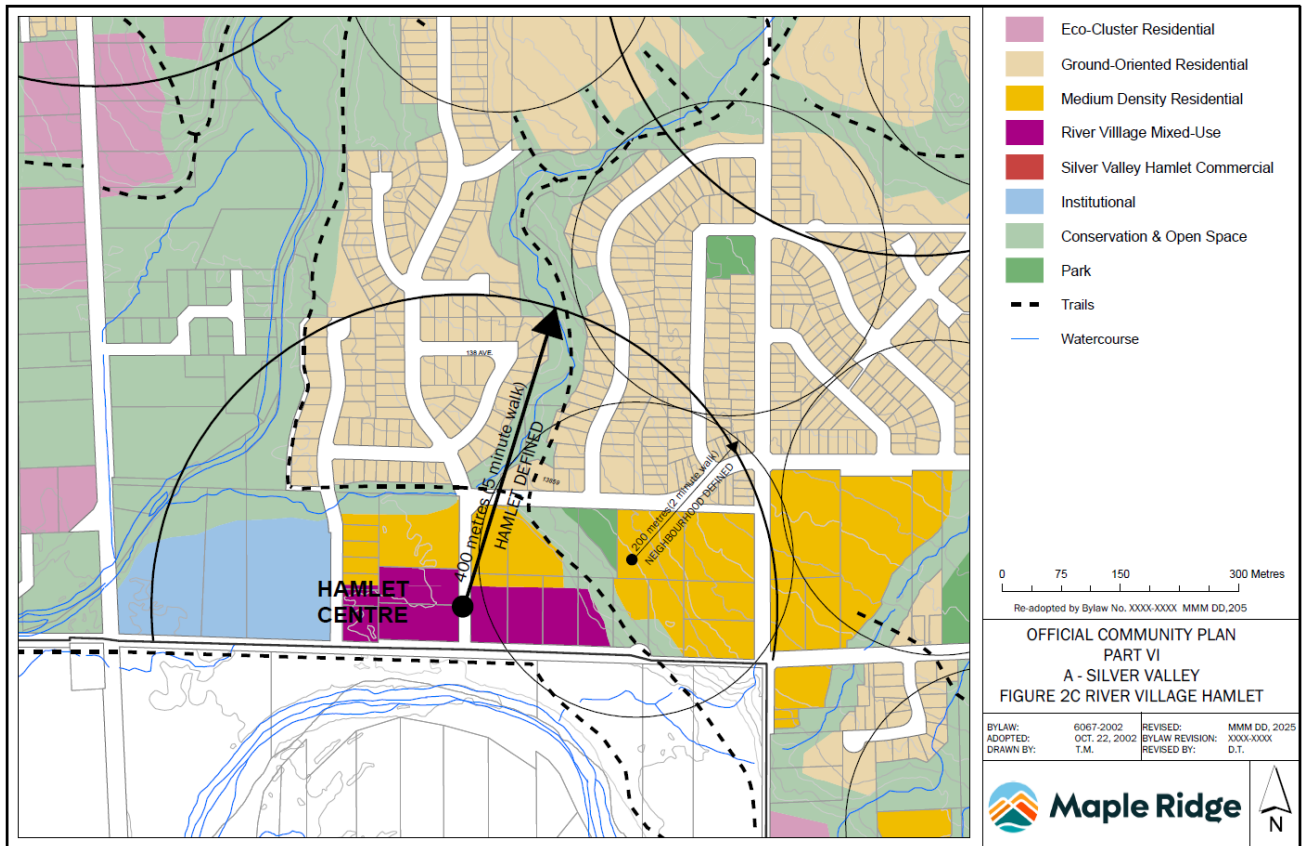 138 AVE.
13859
400 metres (5 minute walk)
HAMLET DEFINED
200 metres(2 minute walk)
NEIGHBOURHOOD DEFINED
HAMLET
CENTRE
Eco-Cluster Residential
Ground-Oriented Residential
Medium Density Residential
River Villlage Mixed-Use
Silver Valley Hamlet Commercial
Institutional
Conservation & Open Space
Park
Trails
Watercourse
0 75 150 300 Metres
Re-adopted by Bylaw No. XXXX-XXXX MMM DD,205
OFFICIAL COMMUNITY PLAN
PART VI
A - SILVER VALLEY
FIGURE 2C RIVER VILLAGE HAMLET
BYLAW: 6067-2002 REVISED: MMM DD, 2025
ADOPTED: OCT. 22, 2002 BYLAW REVISION: XXXX-XXXX
DRAWN BY: T.M. REVISED BY: D.T.
Maple Ridge
N